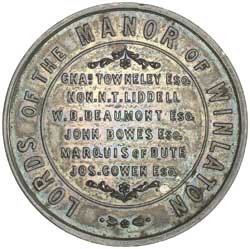 LORDS OF THE MANOR OF WINLATON
CHAS TOWNELEY ESQ.
HON. H. T. LIDDELL
W. B. BEAUMONT ESQ.
JOHN BOWES ESQ.
MARQUIS OF BUTE
JOS. COWEN ESQ.